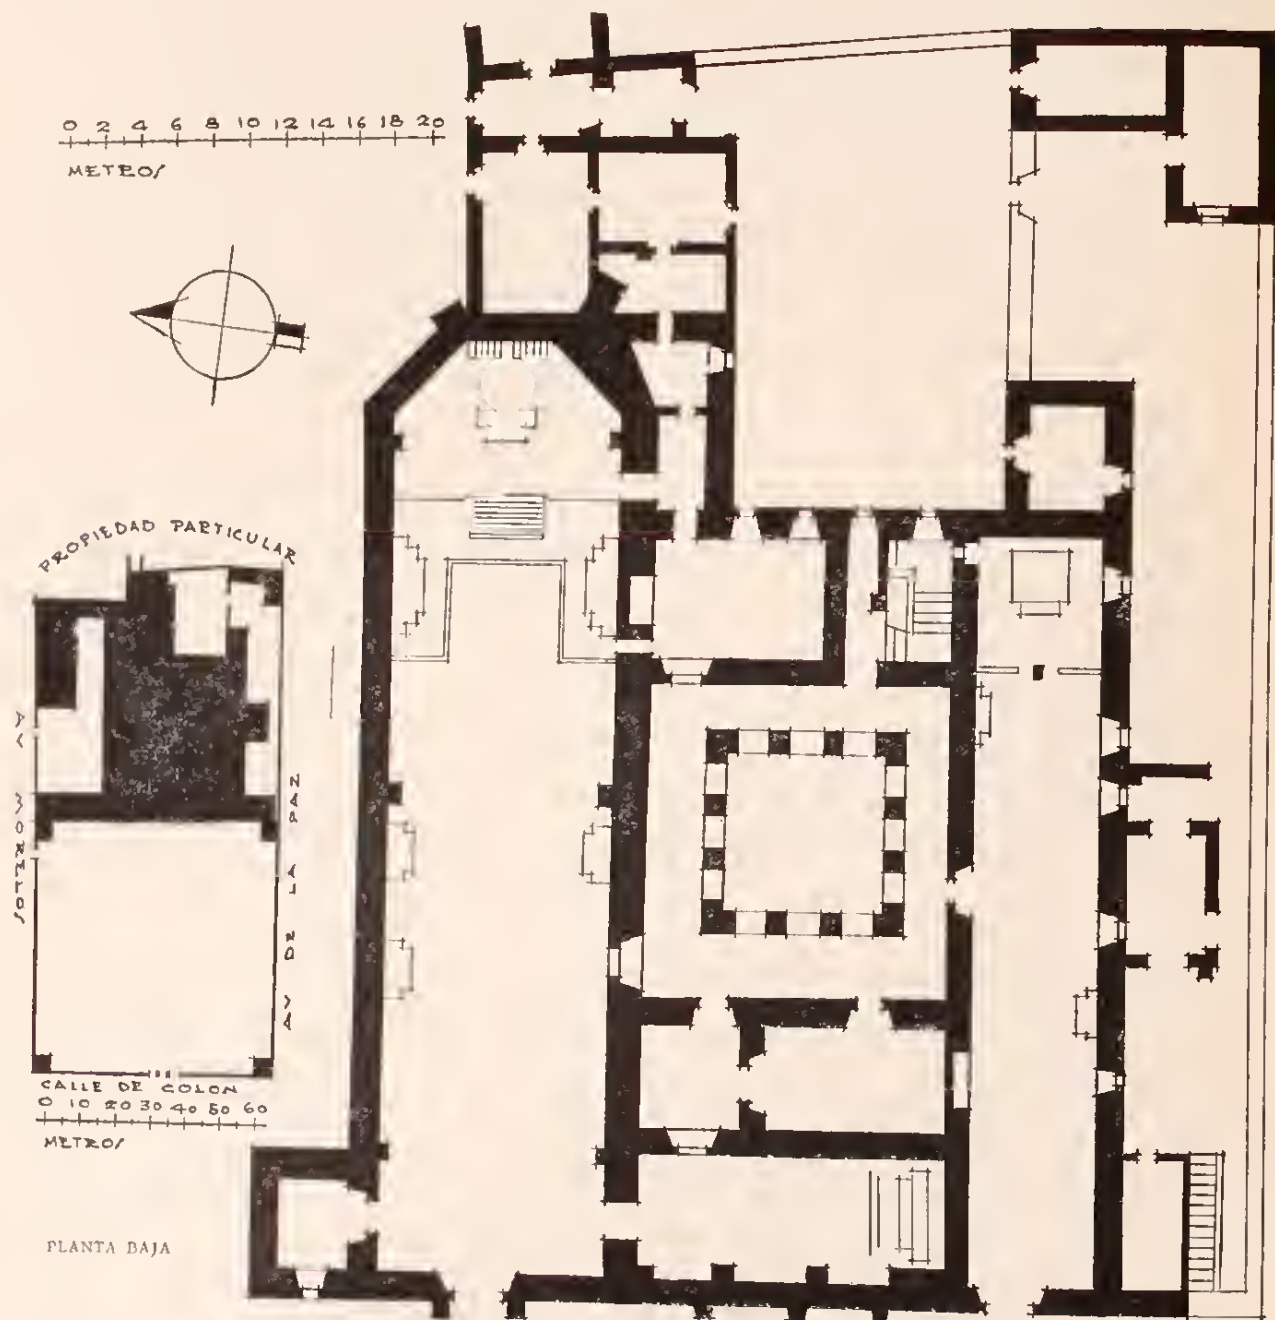 0 2 4 6 8 10 12 14 16 18 20
METROS
PROPIEDAD PARTICULAR
AV MORELOS
AV DR LA PAZ
CALLE DE COLON
0 10 20 30 40 50 60
METROS
PLANTA BAJA